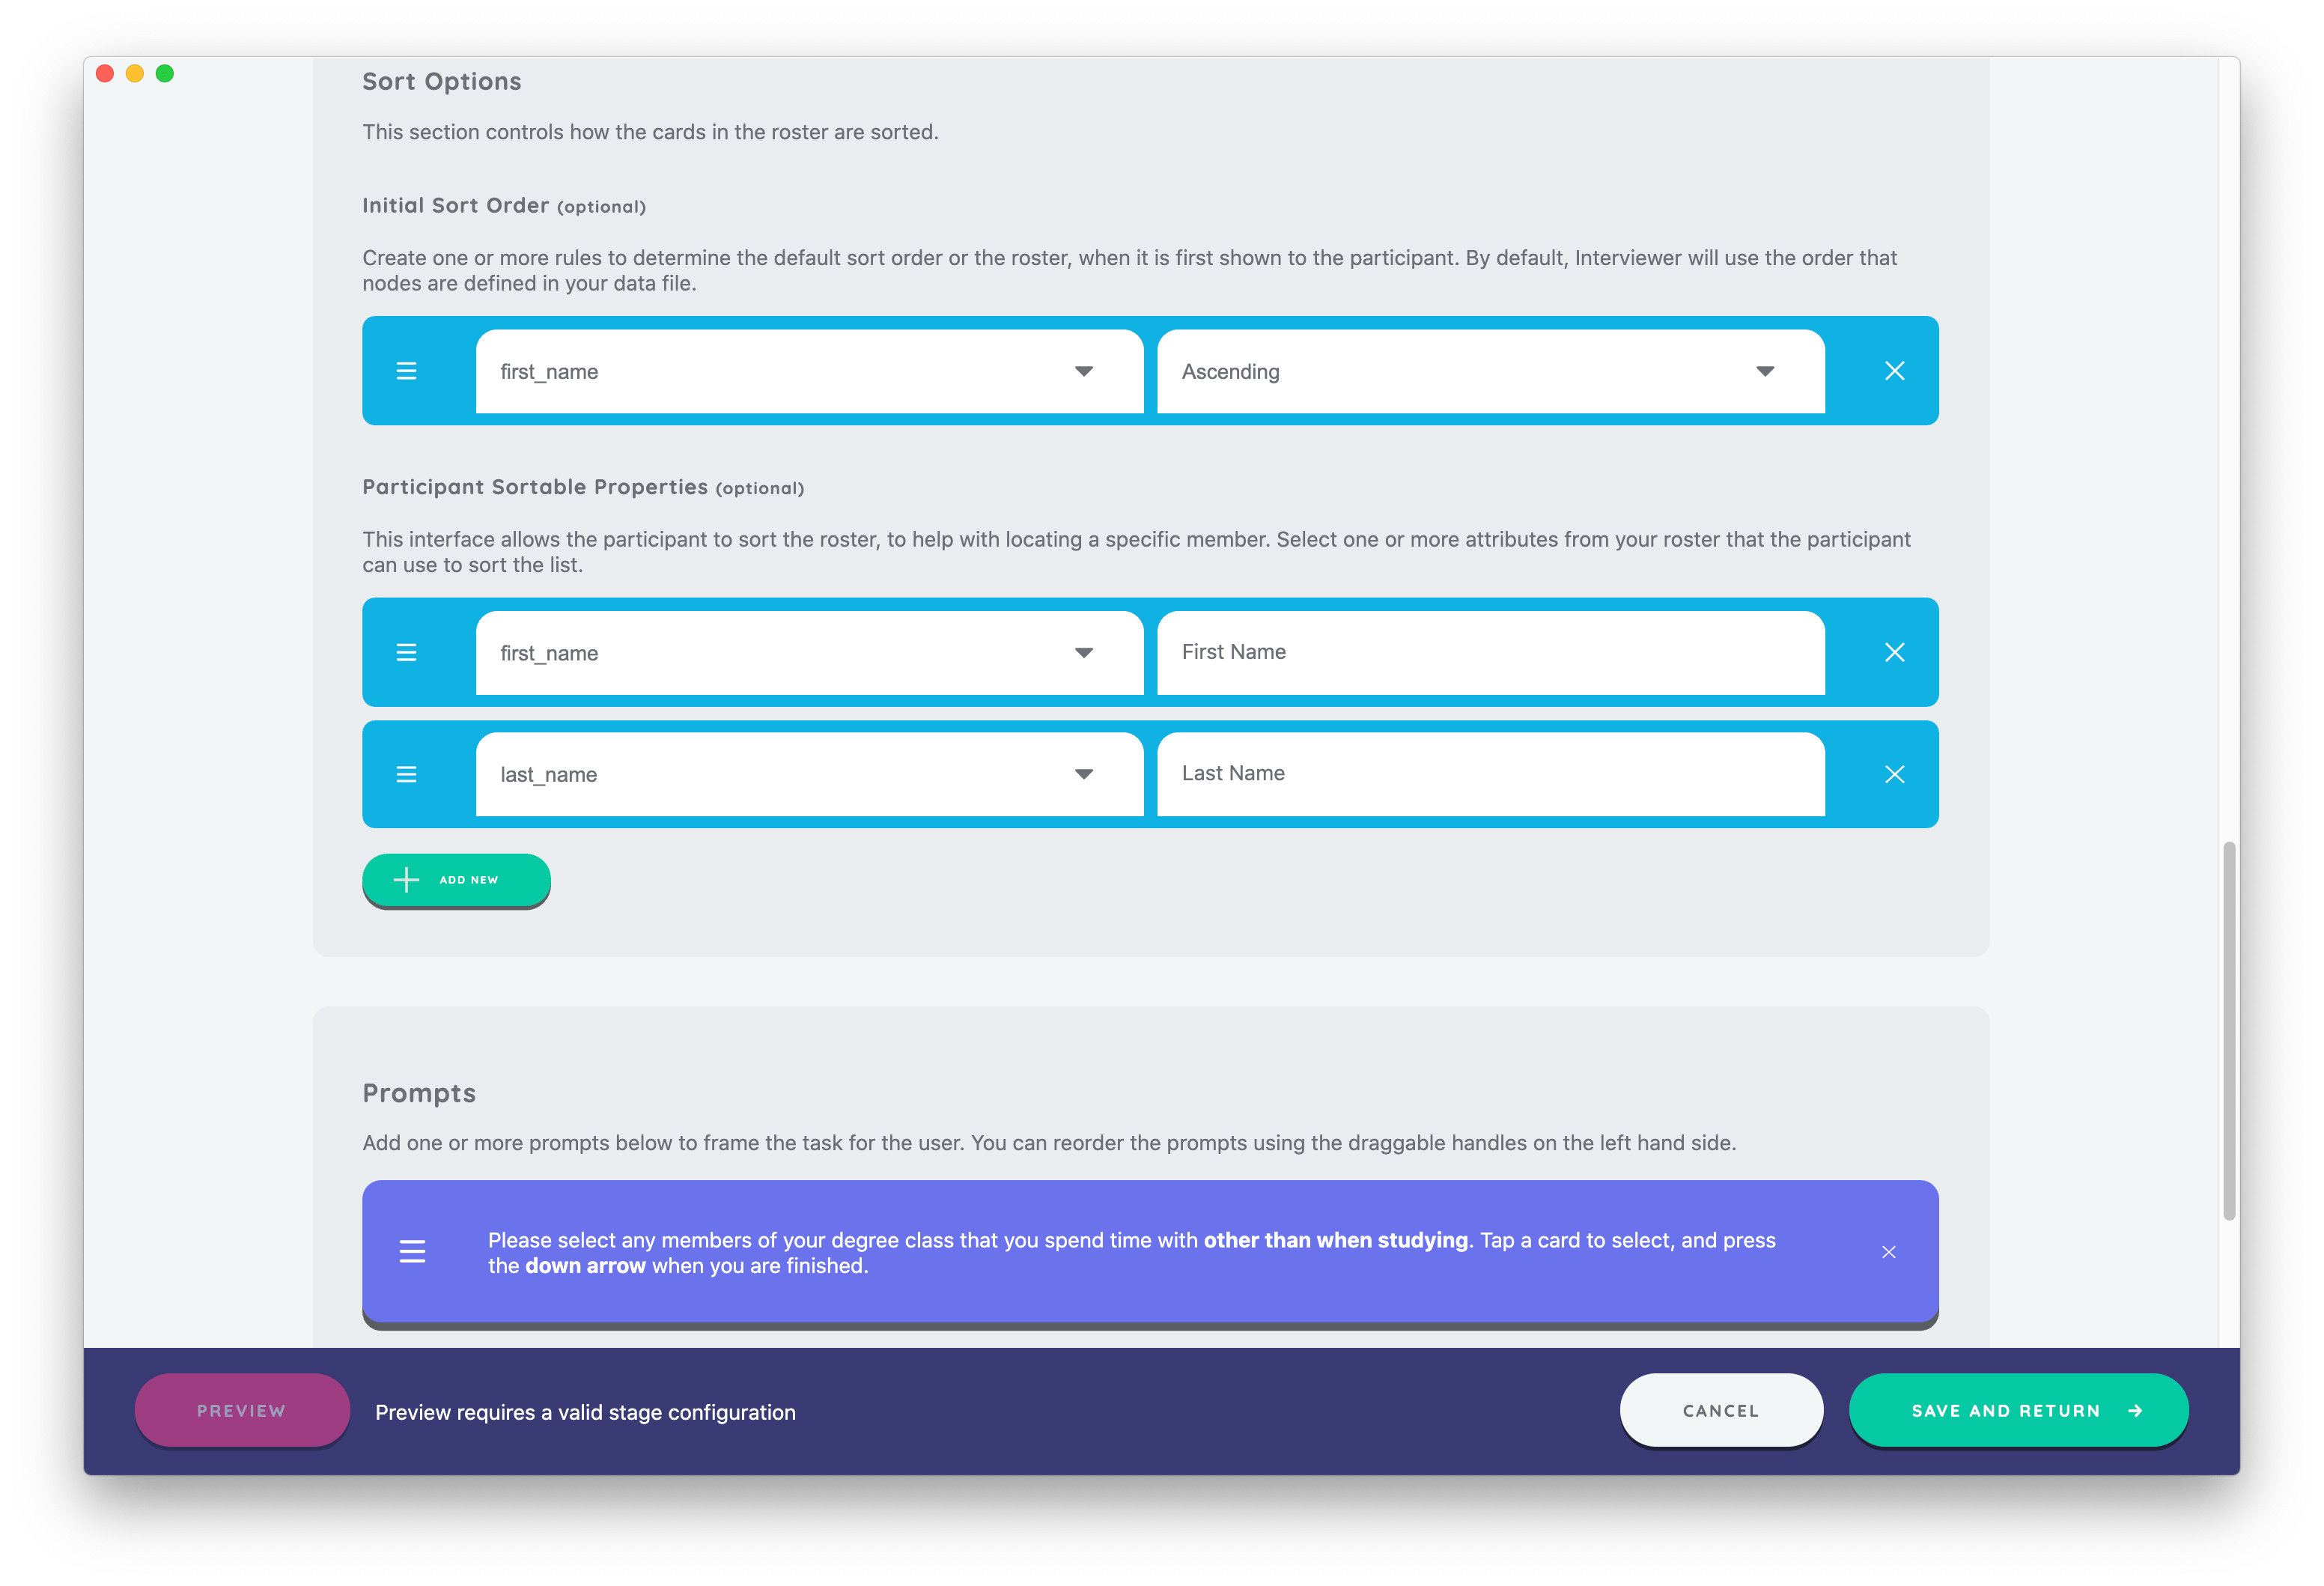 Sort Options
This section controls how the cards in the roster are sorted.
Initial Sort Order (optional)
Create one or more rules to determine the default sort order or the roster, when it is first shown to the participant. By default, Interviewer will use the order that
nodes are defined in your data file.
first_name
Ascending
Participant Sortable Properties (optional)
This interface allows the participant to sort the roster, to help with locating a specific member. Select one or more attributes from your roster that the participant
can use to sort the list.
first_name
First Name
last_name
Last Name
ADD NEW
Prompts
Add one or more prompts below to frame the task for the user. You can reorder the prompts using the draggable handles on the left hand side.
Please select any members of your degree class that you spend time with other than when studying. Tap a card to select, and press
the down arrow when you are finished.
PREVIEW
Preview requires a valid stage configuration
CANCEL
SAVE AND RETURN